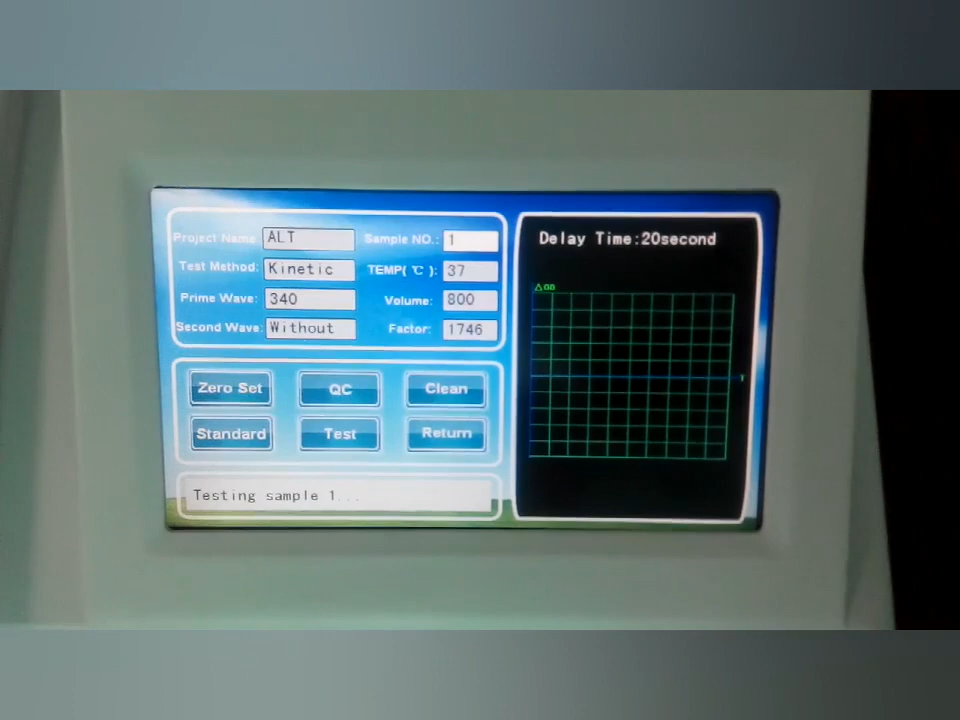 Project Name: ALT Sample NO.: 1
Test Method: Kinetic TEMP(℃): 37
Prime Wave: 340 Volume: 800
Second Wave: Without Factor: 1746
Zero Set QC Clean
Standard Test Return
Testing sample 1...
Delay Time:20second
△OD
T